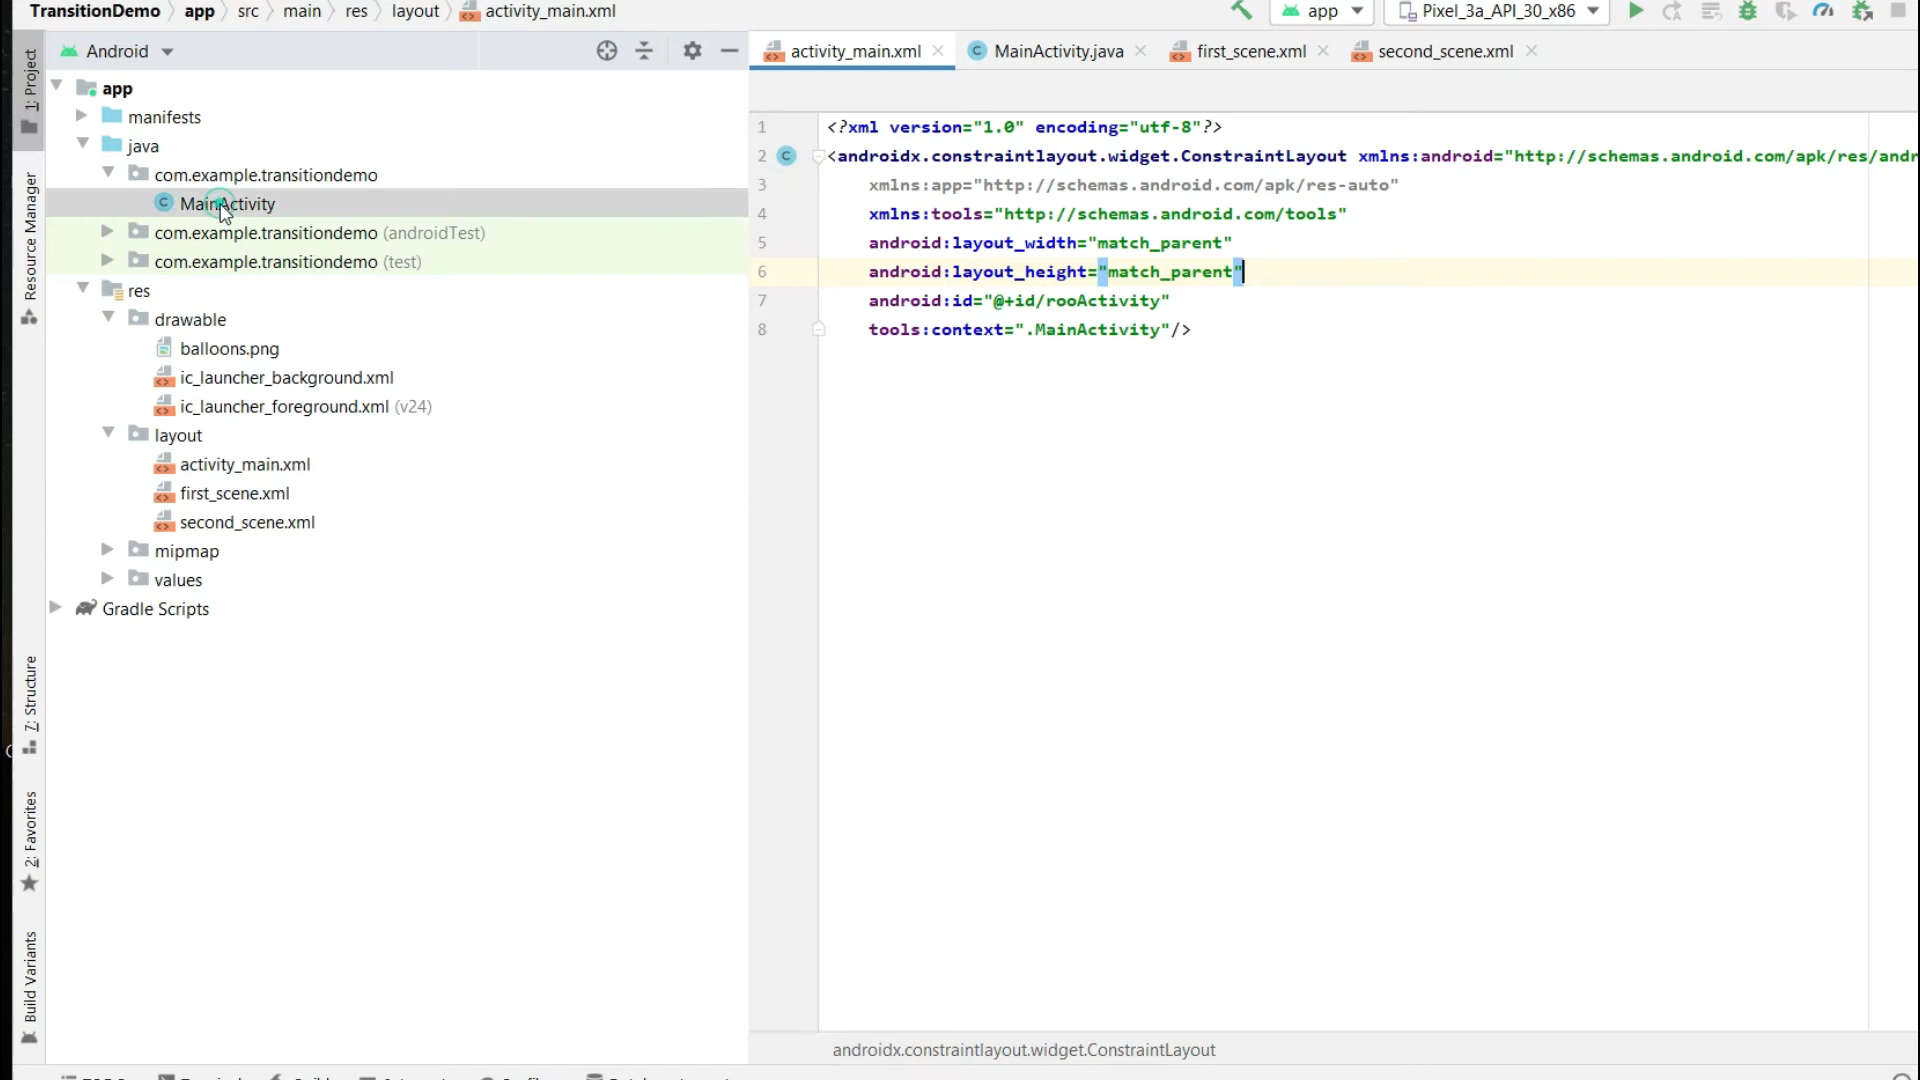 TransitionDemo app src main res layout activity_main.xml
app Pixel_3a_API_30_x86
Android
activity_main.xml MainActivity.java first_scene.xml second_scene.xml
1: Project
Resource Manager
7: Structure
2: Favorites
Build Variants
app
manifests
java
com.example.transitiondemo
MainActivity
com.example.transitiondemo (androidTest)
com.example.transitiondemo (test)
res
drawable
balloons.png
ic_launcher_background.xml
ic_launcher_foreground.xml (v24)
layout
activity_main.xml
first_scene.xml
second_scene.xml
mipmap
values
Gradle Scripts
1 <?xml version="1.0" encoding="utf-8"?>
2 <androidx.constraintlayout.widget.ConstraintLayout xmlns:android="http://schemas.android.com/apk/res/andr
3 xmlns:app="http://schemas.android.com/apk/res-auto"
4 xmlns:tools="http://schemas.android.com/tools"
5 android:layout_width="match_parent"
6 android:layout_height="match_parent"
7 android:id="@+id/rooActivity"
8 tools:context=".MainActivity"/>
androidx.constraintlayout.widget.ConstraintLayout